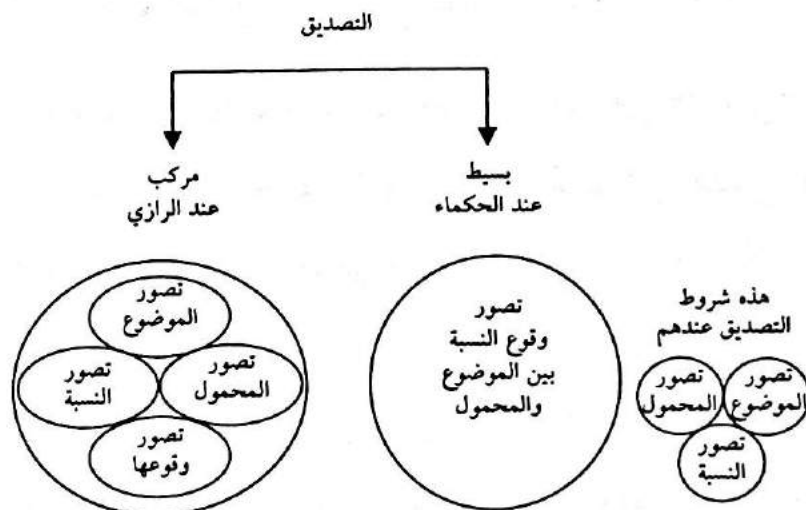 التصديق
بسيط
عند الحكماء
مركب
عند الرازي
هذه شروط
التصديق عندهم
تصور
الموضوع
تصور
المحمول
تصور
النسبة
تصور
وقوع النسبة
بين الموضوع
والمحمول
تصور
الموضوع
تصور
المحمول
تصور
النسبة
تصور
وقوعها